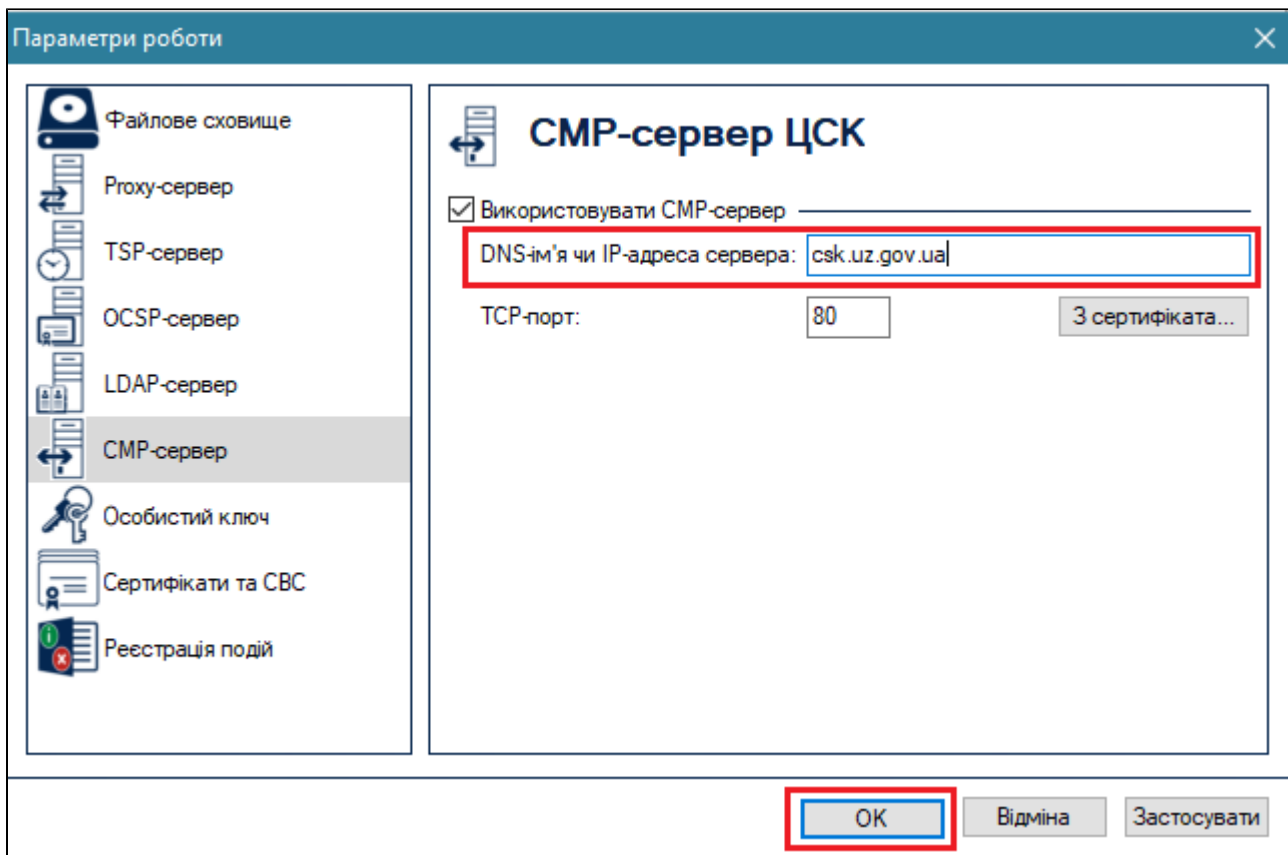 Параметри роботи
Файлове сховище
Proxy-сервер
TSP-сервер
OCSP-сервер
LDAP-сервер
CMP-сервер
Особистий ключ
Сертифікати та СВС
Реєстрація подій
CMP-сервер ЦСК
Використовувати CMP-сервер
DNS-ім'я чи IP-адреса сервера: csk.uz.gov.ua
TCP-порт: 80 З сертифіката...
OK Відміна Застосувати